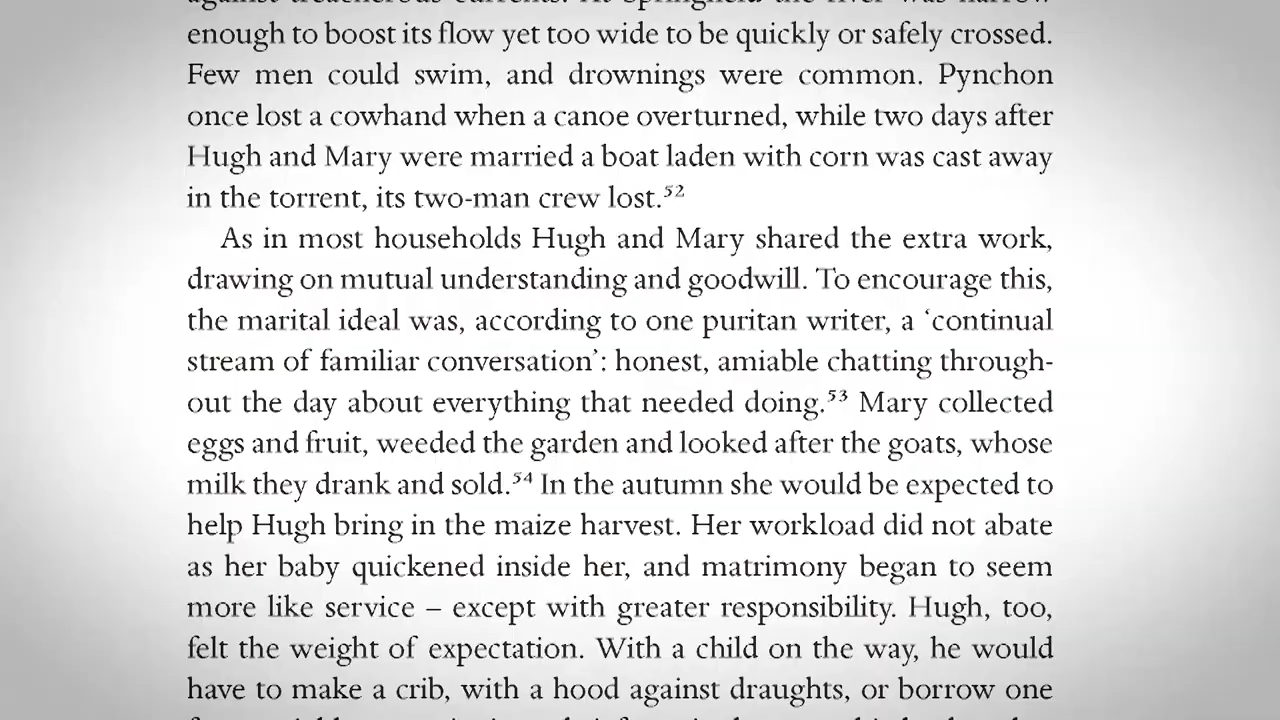 against treacherous currents. At Springfield the river was narrow
enough to boost its flow yet too wide to be quickly or safely crossed.
Few men could swim, and drownings were common. Pynchon
once lost a cowhand when a canoe overturned, while two days after
Hugh and Mary were married a boat laden with corn was cast away
in the torrent, its two-man crew lost.⁵²
As in most households Hugh and Mary shared the extra work,
drawing on mutual understanding and goodwill. To encourage this,
the marital ideal was, according to one puritan writer, a ‘continual
stream of familiar conversation’: honest, amiable chatting through-
out the day about everything that needed doing.⁵³ Mary collected
eggs and fruit, weeded the garden and looked after the goats, whose
milk they drank and sold.⁵⁴ In the autumn she would be expected to
help Hugh bring in the maize harvest. Her workload did not abate
as her baby quickened inside her, and matrimony began to seem
more like service – except with greater responsibility. Hugh, too,
felt the weight of expectation. With a child on the way, he would
have to make a crib, with a hood against draughts, or borrow one